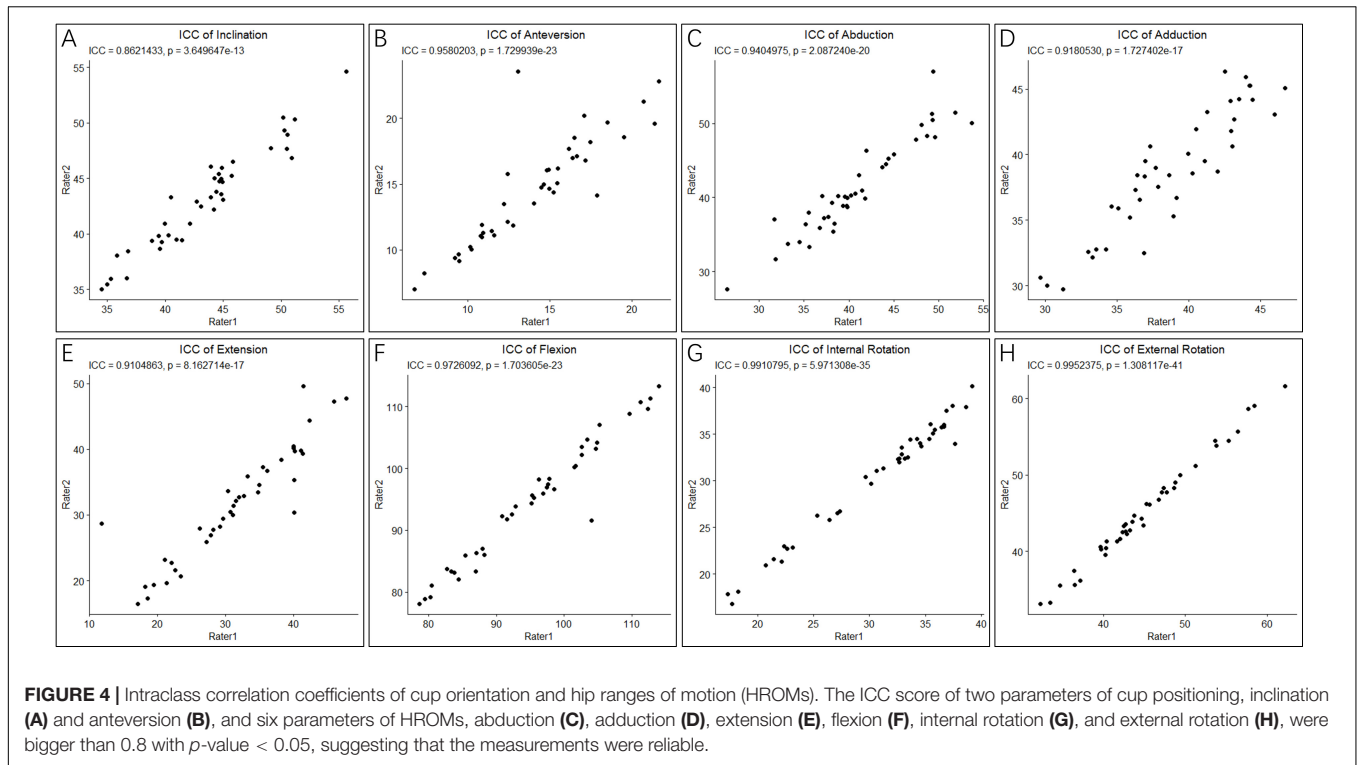 A
ICC of Inclination
ICC = 0.8621433, p = 3.649647e-13
55
50
45
40
35
Rater2
35 40 45 50 55
Rater1
B
ICC of Anteversion
ICC = 0.9580203, p = 1.729939e-23
20
15
10
Rater2
10 15 20
Rater1
C
ICC of Abduction
ICC = 0.9404975, p = 2.087240e-20
50
40
30
Rater2
30 35 40 45 50 55
Rater1
D
ICC of Adduction
ICC = 0.9180530, p = 1.727402e-17
45
40
35
30
Rater2
30 35 40 45
Rater1
E
ICC of Extension
ICC = 0.9104863, p = 8.162714e-17
50
40
30
20
Rater2
10 20 30 40
Rater1
F
ICC of Flexion
ICC = 0.9726092, p = 1.703605e-23
110
100
90
80
Rater2
80 90 100 110
Rater1
G
ICC of Internal Rotation
ICC = 0.9910795, p = 5.971308e-35
40
35
30
25
20
Rater2
20 25 30 35 40
Rater1
H
ICC of External Rotation
ICC = 0.9952375, p = 1.308117e-41
60
50
40
Rater2
40 50 60
Rater1
FIGURE 4 | Intraclass correlation coefficients of cup orientation and hip ranges of motion (HROMs). The ICC score of two parameters of cup positioning, inclination
(A) and anteversion (B), and six parameters of HROMs, abduction (C), adduction (D), extension (E), flexion (F), internal rotation (G), and external rotation (H), were
bigger than 0.8 with p-value < 0.05, suggesting that the measurements were reliable.